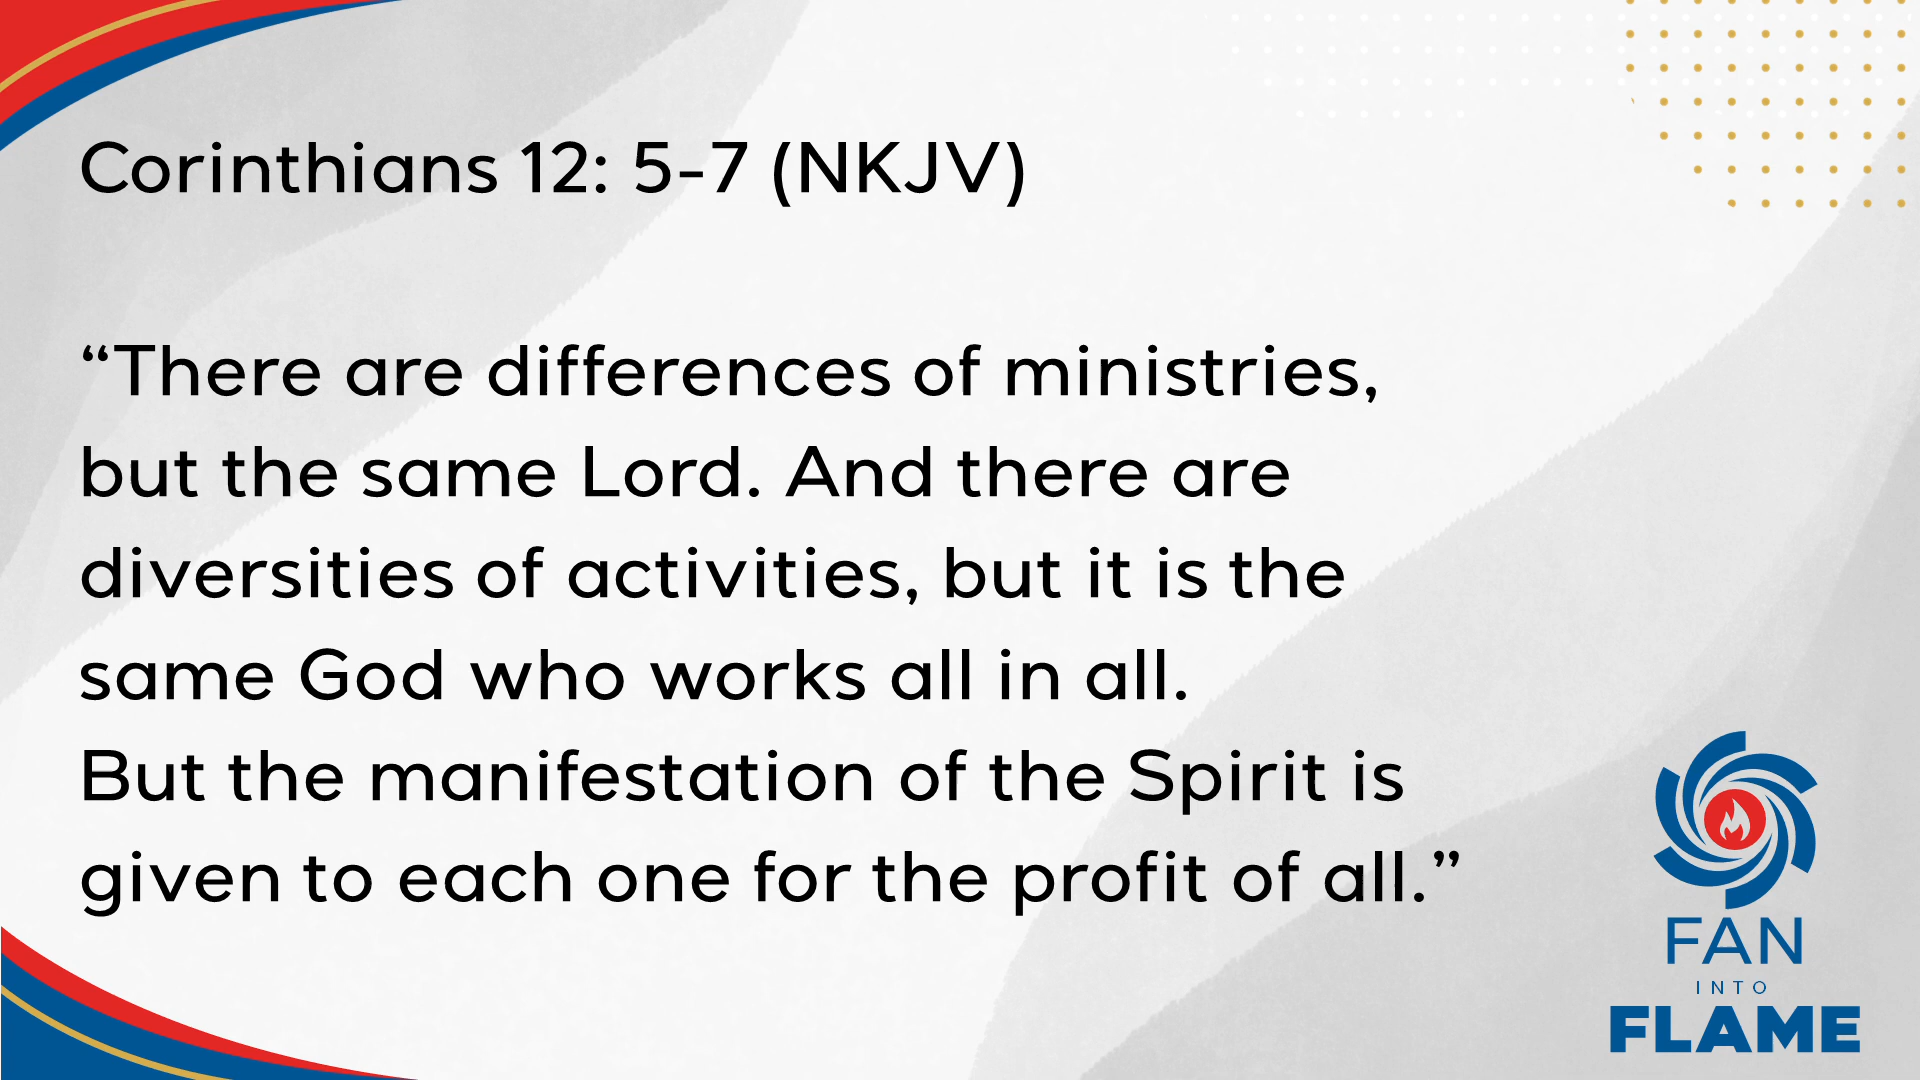 Corinthians 12: 5-7 (NKJV)
“There are differences of ministries,
but the same Lord. And there are
diversities of activities, but it is the
same God who works all in all.
But the manifestation of the Spirit is
given to each one for the profit of all.”
FAN
INTO
FLAME